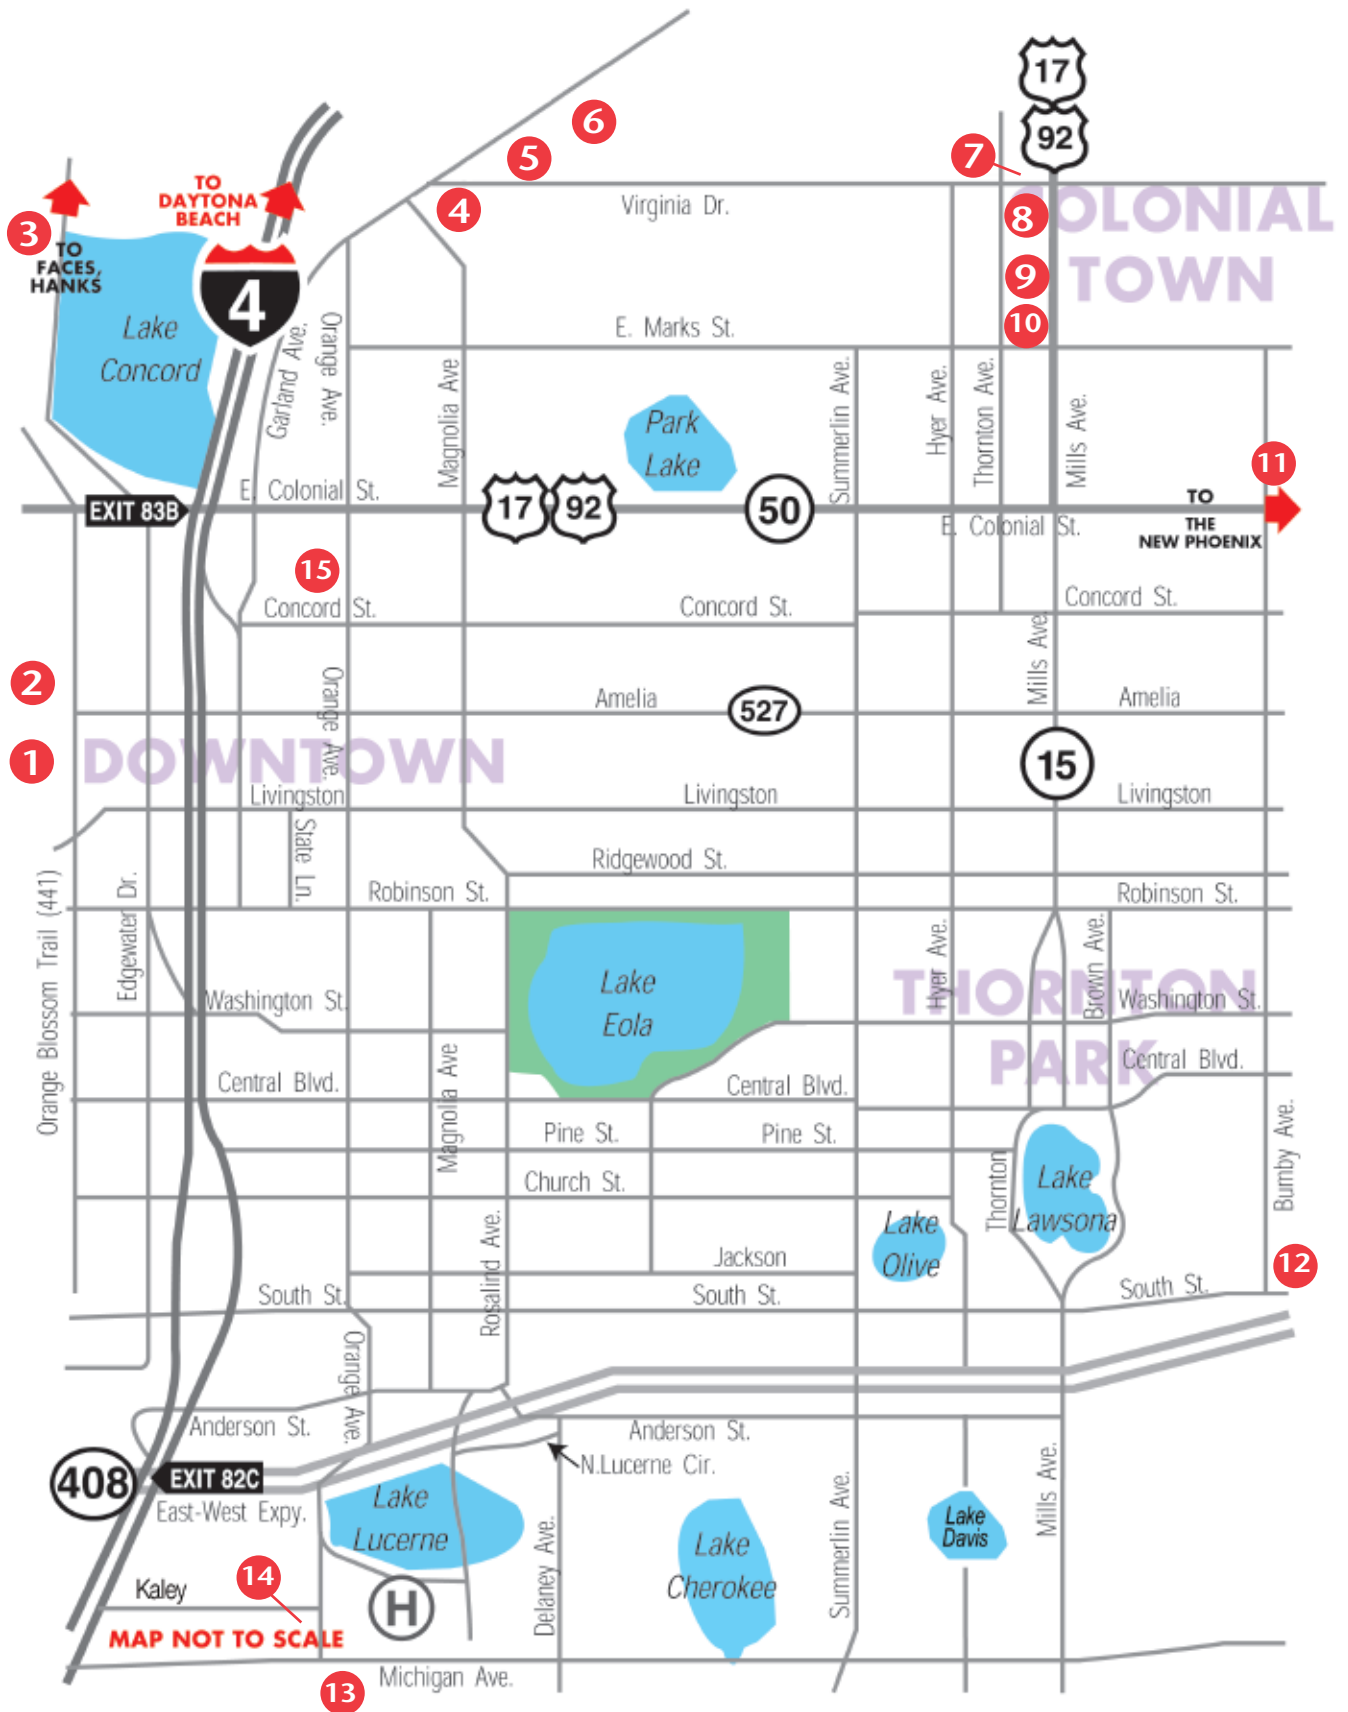 17
92
6
5
7
TO
DAYTONA
BEACH
4
Virginia Dr.
8
COLONIAL
TOWN
3
TO
FACES,
HANKS
9
4
Lake
Concord
10
E. Marks St.
Garland Ave.
Orange Ave.
Magnolia Ave
Park
Lake
Summerlin Ave.
Hyer Ave.
Thornton Ave.
Mills Ave.
11
E. Colonial St.
EXIT 83B
17
92
50
TO
THE
NEW PHOENIX
E. Colonial St.
15
Concord St.
Concord St.
Concord St.
2
Orange Ave.
Amelia
527
Mills Ave.
Amelia
1
DOWNTOWN
15
Livingston
Livingston
Livingston
State Ln.
Ridgewood St.
Robinson St.
Robinson St.
Orange Blossom Trail (441)
Edgewater Dr.
Lake
Eola
Hyer Ave.
THORNTON
PARK
Brown Ave.
Washington St.
Washington St.
Central Blvd.
Central Blvd.
Central Blvd.
Magnolia Ave
Pine St.
Pine St.
Church St.
Thornton
Lake
Lawsona
Bumby Ave.
Lake
Olive
Rosalind Ave.
Jackson
12
South St.
South St.
South St.
Orange Ave.
Anderson St.
Anderson St.
N.Lucerne Cir.
408
EXIT 82C
East-West Expy.
Lake
Lucerne
Delaney Ave.
Lake
Cherokee
Summerlin Ave.
Lake
Davis
Mills Ave.
14
Kaley
H
MAP NOT TO SCALE
13
Michigan Ave.